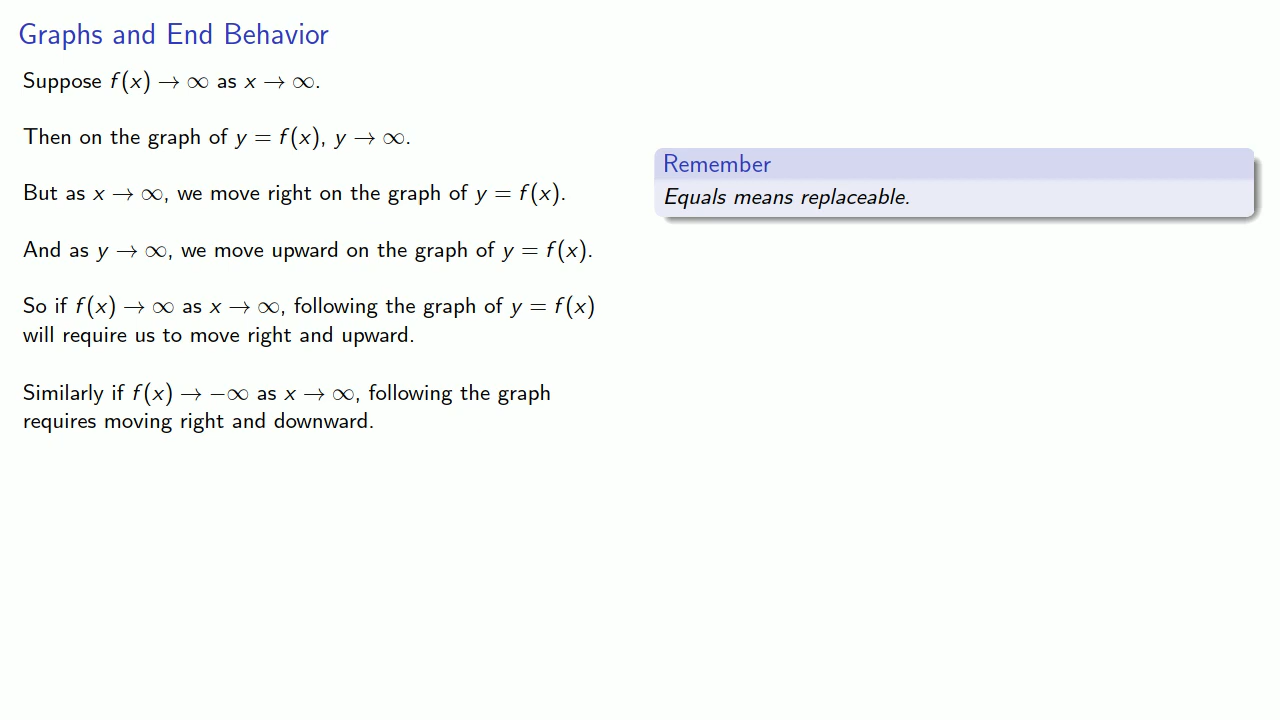 Graphs and End Behavior
Suppose f(x) → ∞ as x → ∞.
Then on the graph of y = f(x), y → ∞.
But as x → ∞, we move right on the graph of y = f(x).
And as y → ∞, we move upward on the graph of y = f(x).
So if f(x) → ∞ as x → ∞, following the graph of y = f(x)
will require us to move right and upward.
Similarly if f(x) → −∞ as x → ∞, following the graph
requires moving right and downward.
Remember
Equals means replaceable.